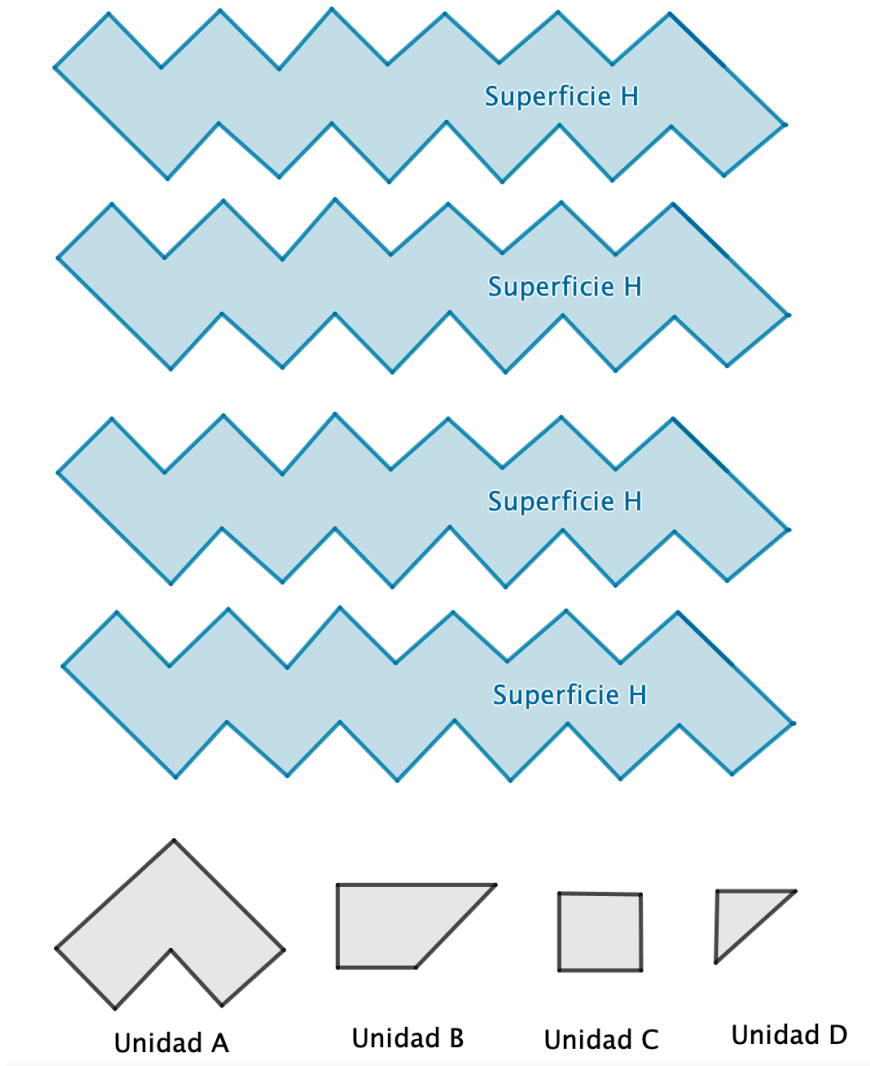 Superficie H
Superficie H
Superficie H
Superficie H
Unidad A
Unidad B
Unidad C
Unidad D